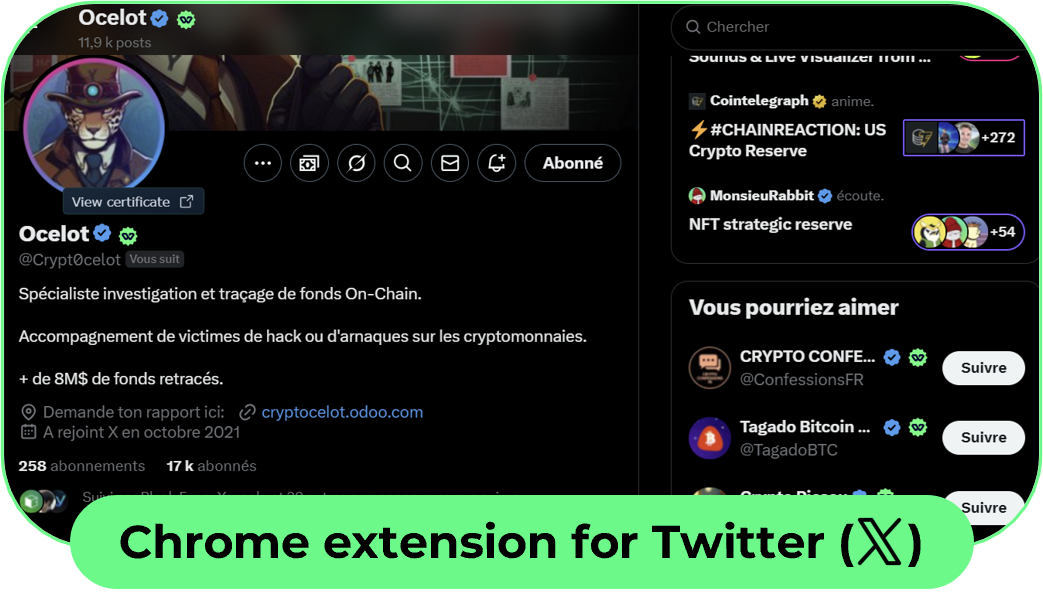 Ocelot
11,9 k posts
View certificate
Abonné
Ocelot
@Crypt0celot Vous suit
Spécialiste investigation et traçage de fonds On-Chain.
Accompagnement de victimes de hack ou d'arnaques sur les cryptomonnaies.
+ de 8M$ de fonds retracés.
Demande ton rapport ici: cryptocelot.odoo.com
A rejoint X en octobre 2021
258 abonnements 17 k abonnés
Chercher
Sounds & Live Visualizer from ...
Cointelegraph anime.
⚡#CHAINREACTION: US
Crypto Reserve
+272
MonsieuRabbit écoute.
NFT strategic reserve
+54
Vous pourriez aimer
CRYPTO CONFE...
@ConfessionsFR
Suivre
Tagado Bitcoin ...
@TagadoBTC
Suivre
Suivre
Chrome extension for Twitter (𝕏)